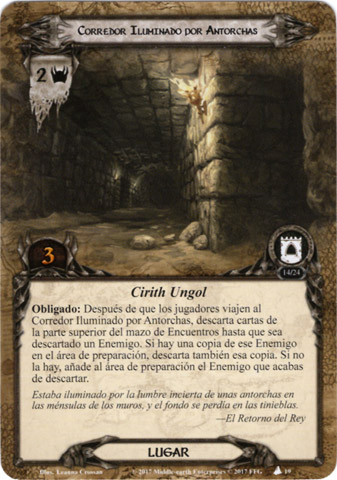 Corredor Iluminado por Antorchas
2
3
14/24
Cirith Ungol
Obligado: Después de que los jugadores viajen al
Corredor Iluminado por Antorchas, descarta cartas de
la parte superior del mazo de Encuentros hasta que sea
descartado un Enemigo. Si hay una copia de ese Enemigo
en el área de preparación, descarta también esa copia. Si no
la hay, añade al área de preparación el Enemigo que acabas
de descartar.
Estaba iluminado por la lumbre incierta de unas antorchas en
las ménsulas de los muros, y el fondo se perdía en las tinieblas.
—El Retorno del Rey
LUGAR
Ilus. Leanna Crossan
© 2017 Middle-earth Enterprises © 2017 FFG
19